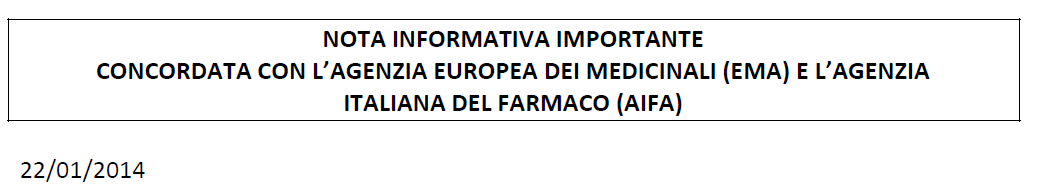 NOTA INFORMATIVA IMPORTANTE
CONCORDATA CON L’AGENZIA EUROPEA DEI MEDICINALI (EMA) E L’AGENZIA
ITALIANA DEL FARMACO (AIFA)
22/01/2014